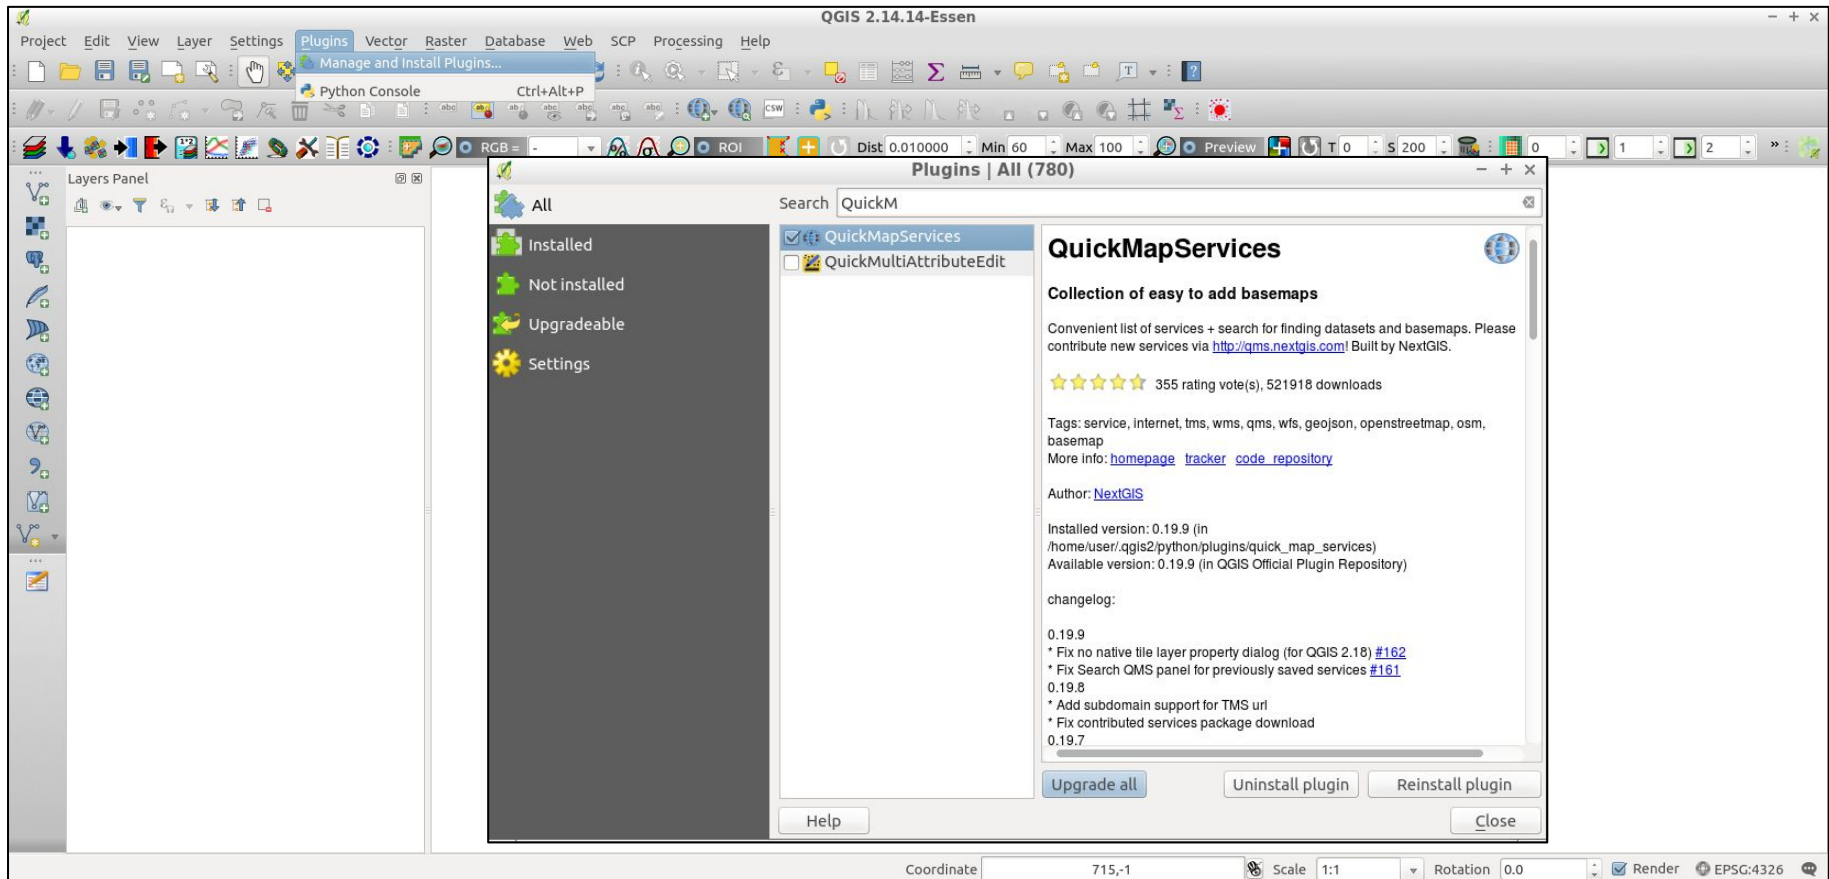 QGIS 2.14.14-Essen
Project Edit View Layer Settings Plugins Vector Raster Database Web SCP Processing Help
Manage and Install Plugins...
Python Console Ctrl+Alt+P
RGB = - ROI Dist 0.010000 Min 60 Max 100 Preview T 0 S 200 0 1 2 »
Layers Panel
Plugins | All (780)
All
Search QuickM
Installed
Not installed
Upgradeable
Settings
QuickMapServices
QuickMultiAttributeEdit
QuickMapServices
Collection of easy to add basemaps
Convenient list of services + search for finding datasets and basemaps. Please
contribute new services via http://qms.nextgis.com! Built by NextGIS.
355 rating vote(s), 521918 downloads
Tags: service, internet, tms, wms, qms, wfs, geojson, openstreetmap, osm,
basemap
More info: homepage tracker code repository
Author: NextGIS
Installed version: 0.19.9 (in
/home/user/.qgis2/python/plugins/quick_map_services)
Available version: 0.19.9 (in QGIS Official Plugin Repository)
changelog:
0.19.9
* Fix no native tile layer property dialog (for QGIS 2.18) #162
* Fix Search QMS panel for previously saved services #161
0.19.8
* Add subdomain support for TMS url
* Fix contributed services package download
0.19.7
Upgrade all Uninstall plugin Reinstall plugin
Help Close
Coordinate 715,-1 Scale 1:1 Rotation 0.0 Render EPSG:4326